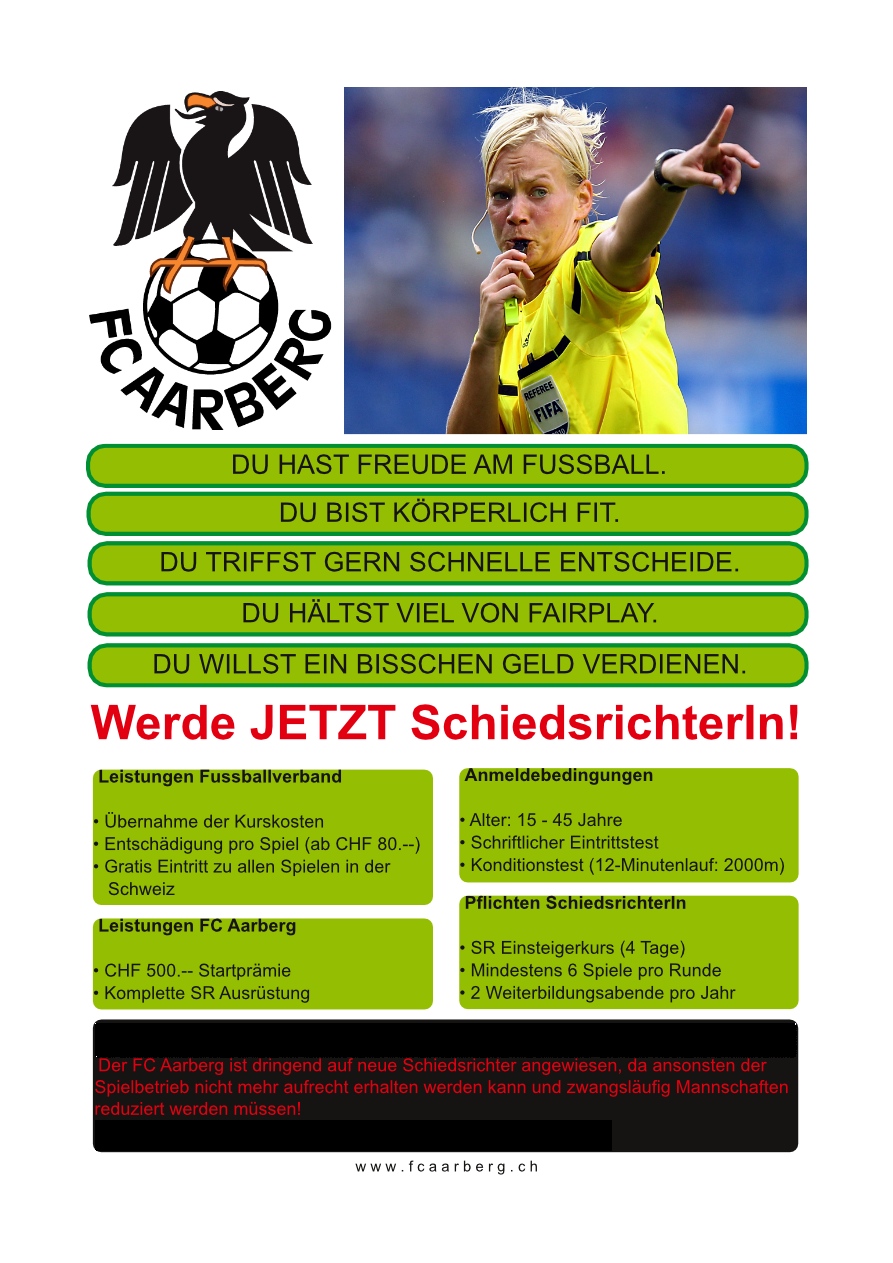 FC AARBERG
REFEREE
FIFA
DU HAST FREUDE AM FUSSBALL.
DU BIST KÖRPERLICH FIT.
DU TRIFFST GERN SCHNELLE ENTSCHEIDE.
DU HÄLTST VIEL VON FAIRPLAY.
DU WILLST EIN BISSCHEN GELD VERDIENEN.
Werde JETZT SchiedsrichterIn!
Leistungen Fussballverband
• Übernahme der Kurskosten
• Entschädigung pro Spiel (ab CHF 80.--)
• Gratis Eintritt zu allen Spielen in der
Schweiz
Leistungen FC Aarberg
• CHF 500.-- Startprämie
• Komplette SR Ausrüstung
Anmeldebedingungen
• Alter: 15 - 45 Jahre
• Schriftlicher Eintrittstest
• Konditionstest (12-Minutenlauf: 2000m)
Pflichten SchiedsrichterIn
• SR Einsteigerkurs (4 Tage)
• Mindestens 6 Spiele pro Runde
• 2 Weiterbildungsabende pro Jahr
Der FC Aarberg ist dringend auf neue Schiedsrichter angewiesen, da ansonsten der
Spielbetrieb nicht mehr aufrecht erhalten werden kann und zwangsläufig Mannschaften
reduziert werden müssen!
www.fcaarberg.ch